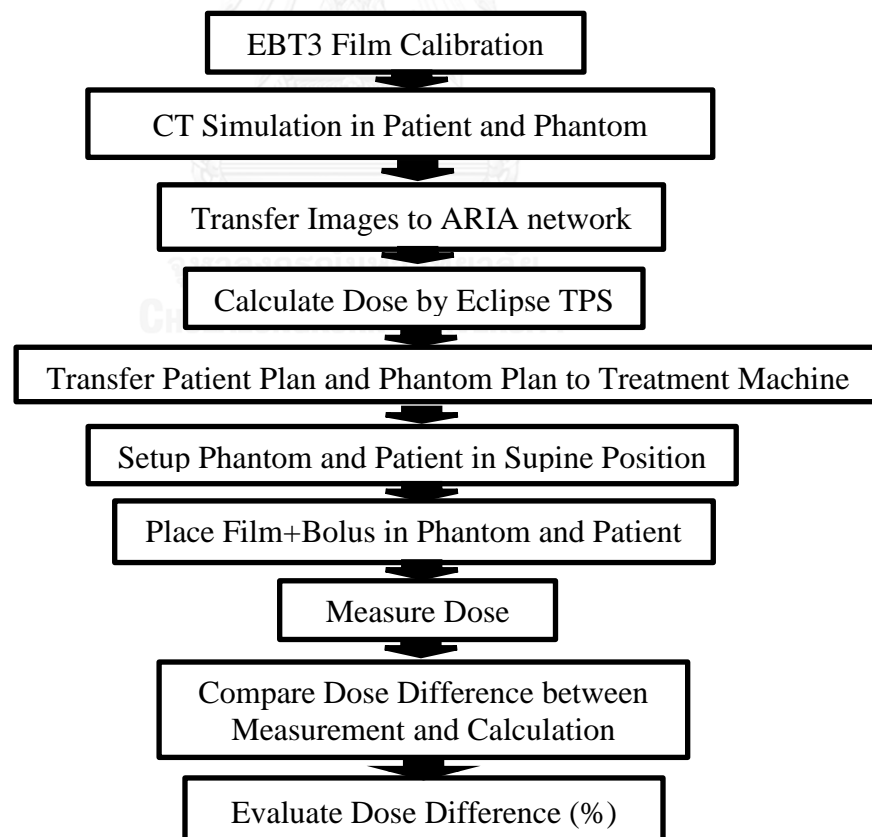 EBT3 Film Calibration
CT Simulation in Patient and Phantom
Transfer Images to ARIA network
Calculate Dose by Eclipse TPS
Transfer Patient Plan and Phantom Plan to Treatment Machine
Setup Phantom and Patient in Supine Position
Place Film+Bolus in Phantom and Patient
Measure Dose
Compare Dose Difference between
Measurement and Calculation
Evaluate Dose Difference (%)